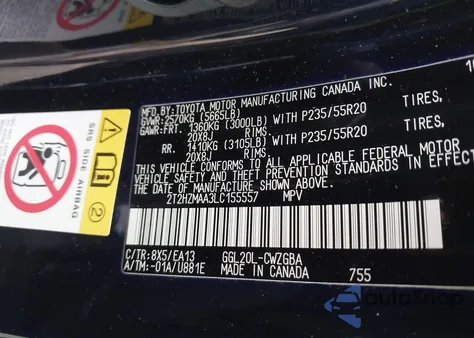 MFD. BY:TOYOTA MOTOR MANUFACTURING CANADA INC.
GVWR:2570KG (5665LB)
GAWR:FRT. 1360KG (3000LB) WITH P235/55R20 TIRES,
20X8J RIMS.
RR. 1410KG (3105LB) WITH P235/55R20 TIRES,
20X8J RIMS.
THIS VEHICLE CONFORMS TO ALL APPLICABLE FEDERAL MOTOR
VEHICLE SAFETY AND THEFT PREVENTION STANDARDS IN EFFECT
THE DATE OF MANUFACTURE SHOWN ABOVE.
2T2HZMAA3LC155557 MPV
C/TR:8X5/EA13 GGL20L-CWZGBA
A/TM:-01A/U881E MADE IN CANADA 755
SRS SIDE AIRBAG
2
autoSnap